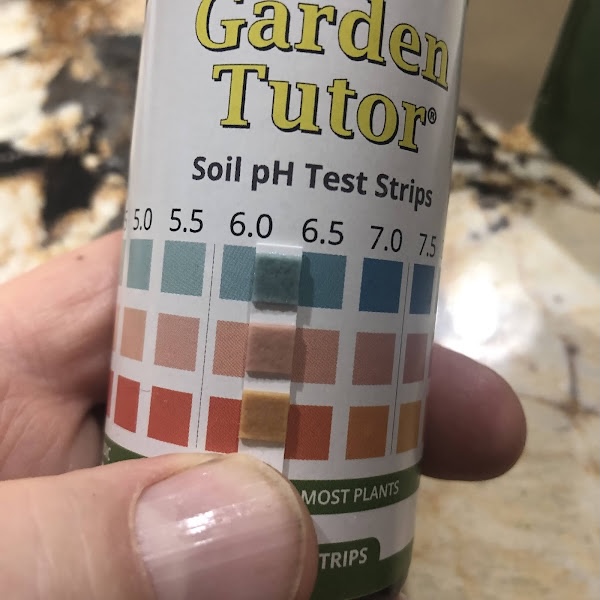 Garden
Tutor®
Soil pH Test Strips
5.0 5.5 6.0 6.5 7.0 7.5
MOST PLANTS
STRIPS